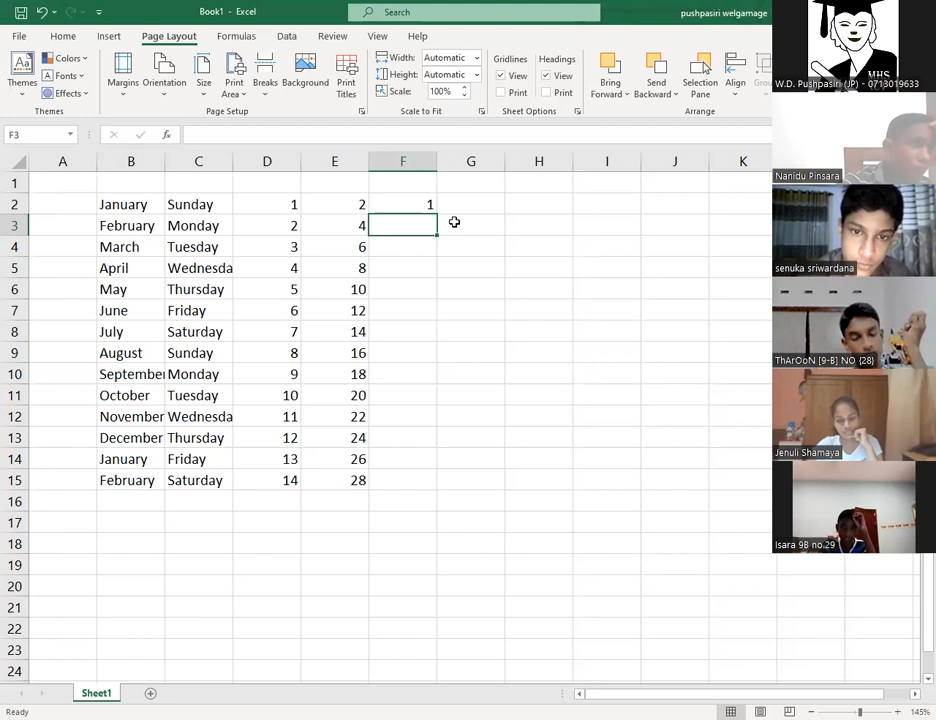 Book1 - Excel
Search
pushpasiri welgamage
File Home Insert Page Layout Formulas Data Review View Help
Themes Colors Fonts Effects
Margins Orientation Size Print Area Breaks Background Print Titles
Width: Automatic
Height: Automatic
Scale: 100%
Gridlines Headings
View View
Print Print
Bring Forward Send Backward Selection Pane Align
Themes Page Setup Scale to Fit Sheet Options Arrange
F3 fx
A B C D E F G H I J K
1
2 January Sunday 1 2 1
3 February Monday 2 4
4 March Tuesday 3 6
5 April Wednesda 4 8
6 May Thursday 5 10
7 June Friday 6 12
8 July Saturday 7 14
9 August Sunday 8 16
10 September Monday 9 18
11 October Tuesday 10 20
12 November Wednesda 11 22
13 December Thursday 12 24
14 January Friday 13 26
15 February Saturday 14 28
16
17
18
19
20
21
22
23
24
Sheet1
Ready 145%
MHS
W.D. Pushpasiri (JP) - 0713019633
Nanidu Pinsara
senuka sriwardana
ThArOoN [9-B] NO {28}
Jenuli Shamaya
Isara 9B no.29